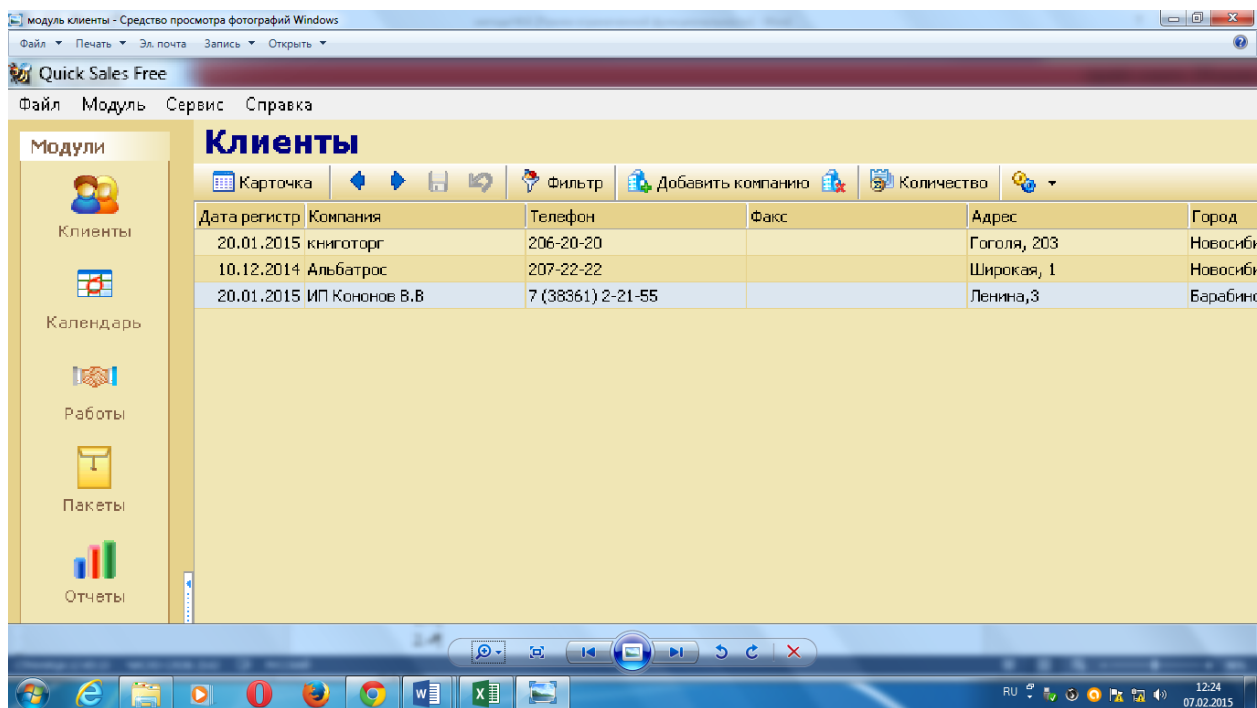 модуль клиенты - Средство просмотра фотографий Windows
Файл Печать Эл. почта Запись Открыть
Quick Sales Free
Файл Модуль Сервис Справка
Модули
Клиенты
Календарь
Работы
Пакеты
Отчеты
Клиенты
Карточка Фильтр Добавить компанию Количество
Дата регистр Компания Телефон Факс Адрес Город
20.01.2015 книготорг 206-20-20 Гоголя, 203 Новосиби
10.12.2014 Альбатрос 207-22-22 Широкая, 1 Новосиби
20.01.2015 ИП Кононов В.В 7 (38361) 2-21-55 Ленина,3 Барабинс
RU 12:24
07.02.2015